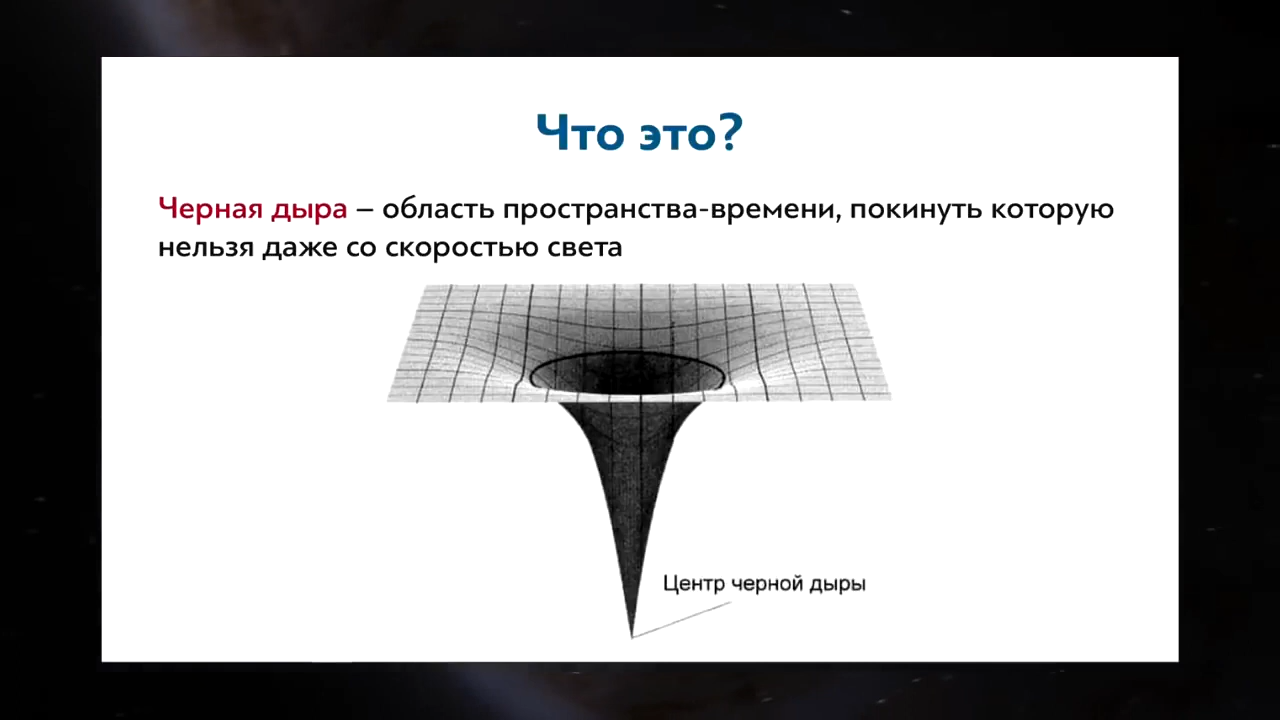 Что это?
Черная дыра – область пространства-времени, покинуть которую
нельзя даже со скоростью света
Центр черной дыры